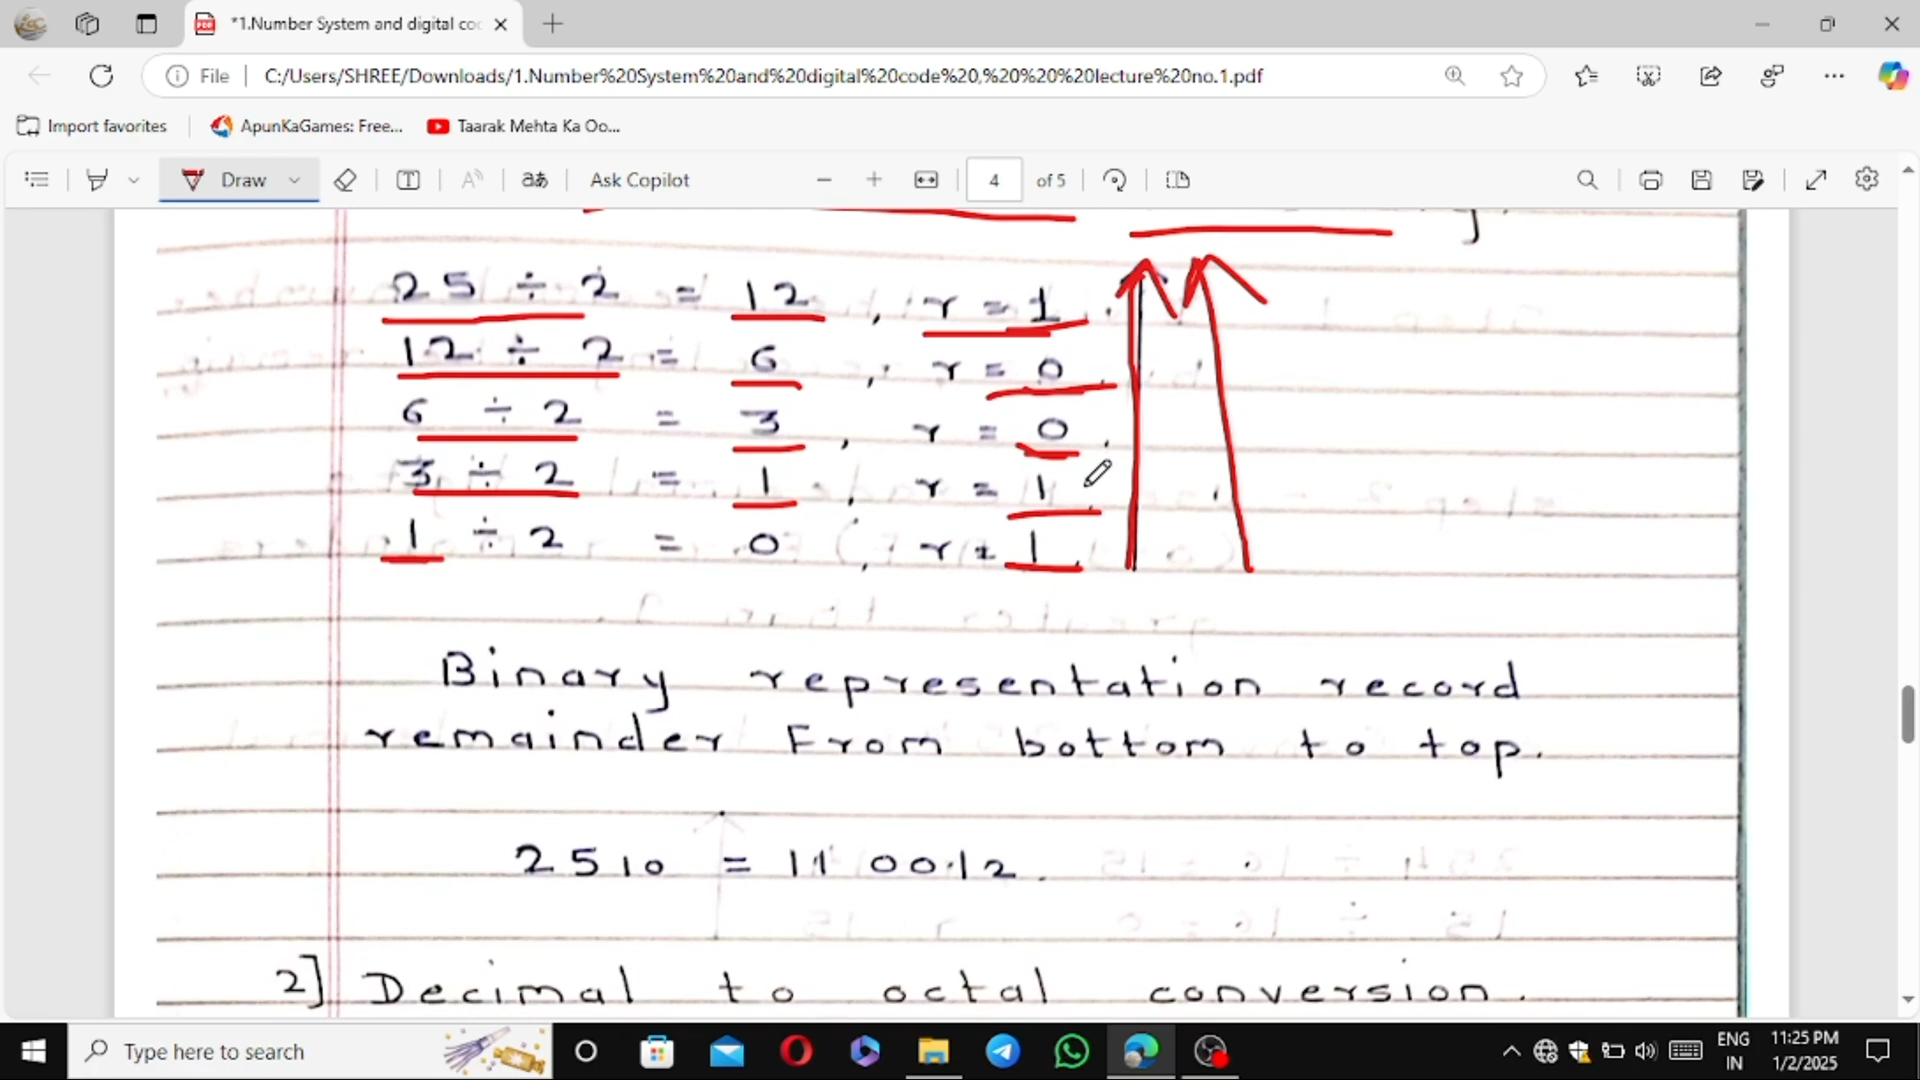 *1.Number System and digital co
File
C:/Users/SHREE/Downloads/1.Number%20System%20and%20digital%20code%20,%20%20%20lecture%20no.1.pdf
Import favorites
ApunKaGames: Free...
Taarak Mehta Ka Oo...
Draw
Ask Copilot
4 of 5
25 ÷ 2 = 12 , r = 1 .
12 ÷ 2 = 6 , r = 0 .
6 ÷ 2 = 3 , r = 0 .
3 ÷ 2 = 1 , r = 1 .
1 ÷ 2 = 0 , r = 1 .
Binary representation record
remainder From bottom to top.
2510 = 110012.
2] Decimal to octal conversion.
Type here to search
ENG
IN
11:25 PM
1/2/2025